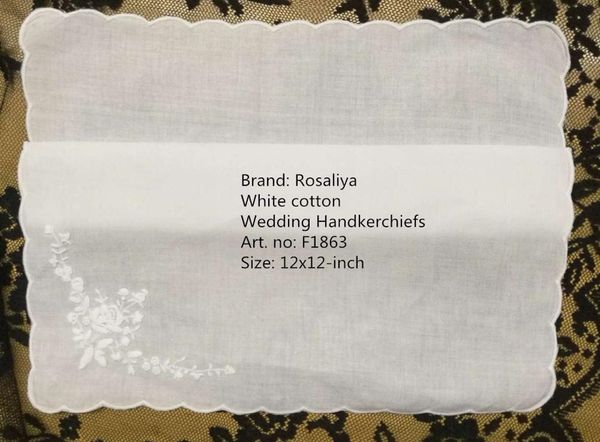 Brand: Rosaliya
White cotton
Wedding Handkerchiefs
Art. no: F1863
Size: 12x12-inch